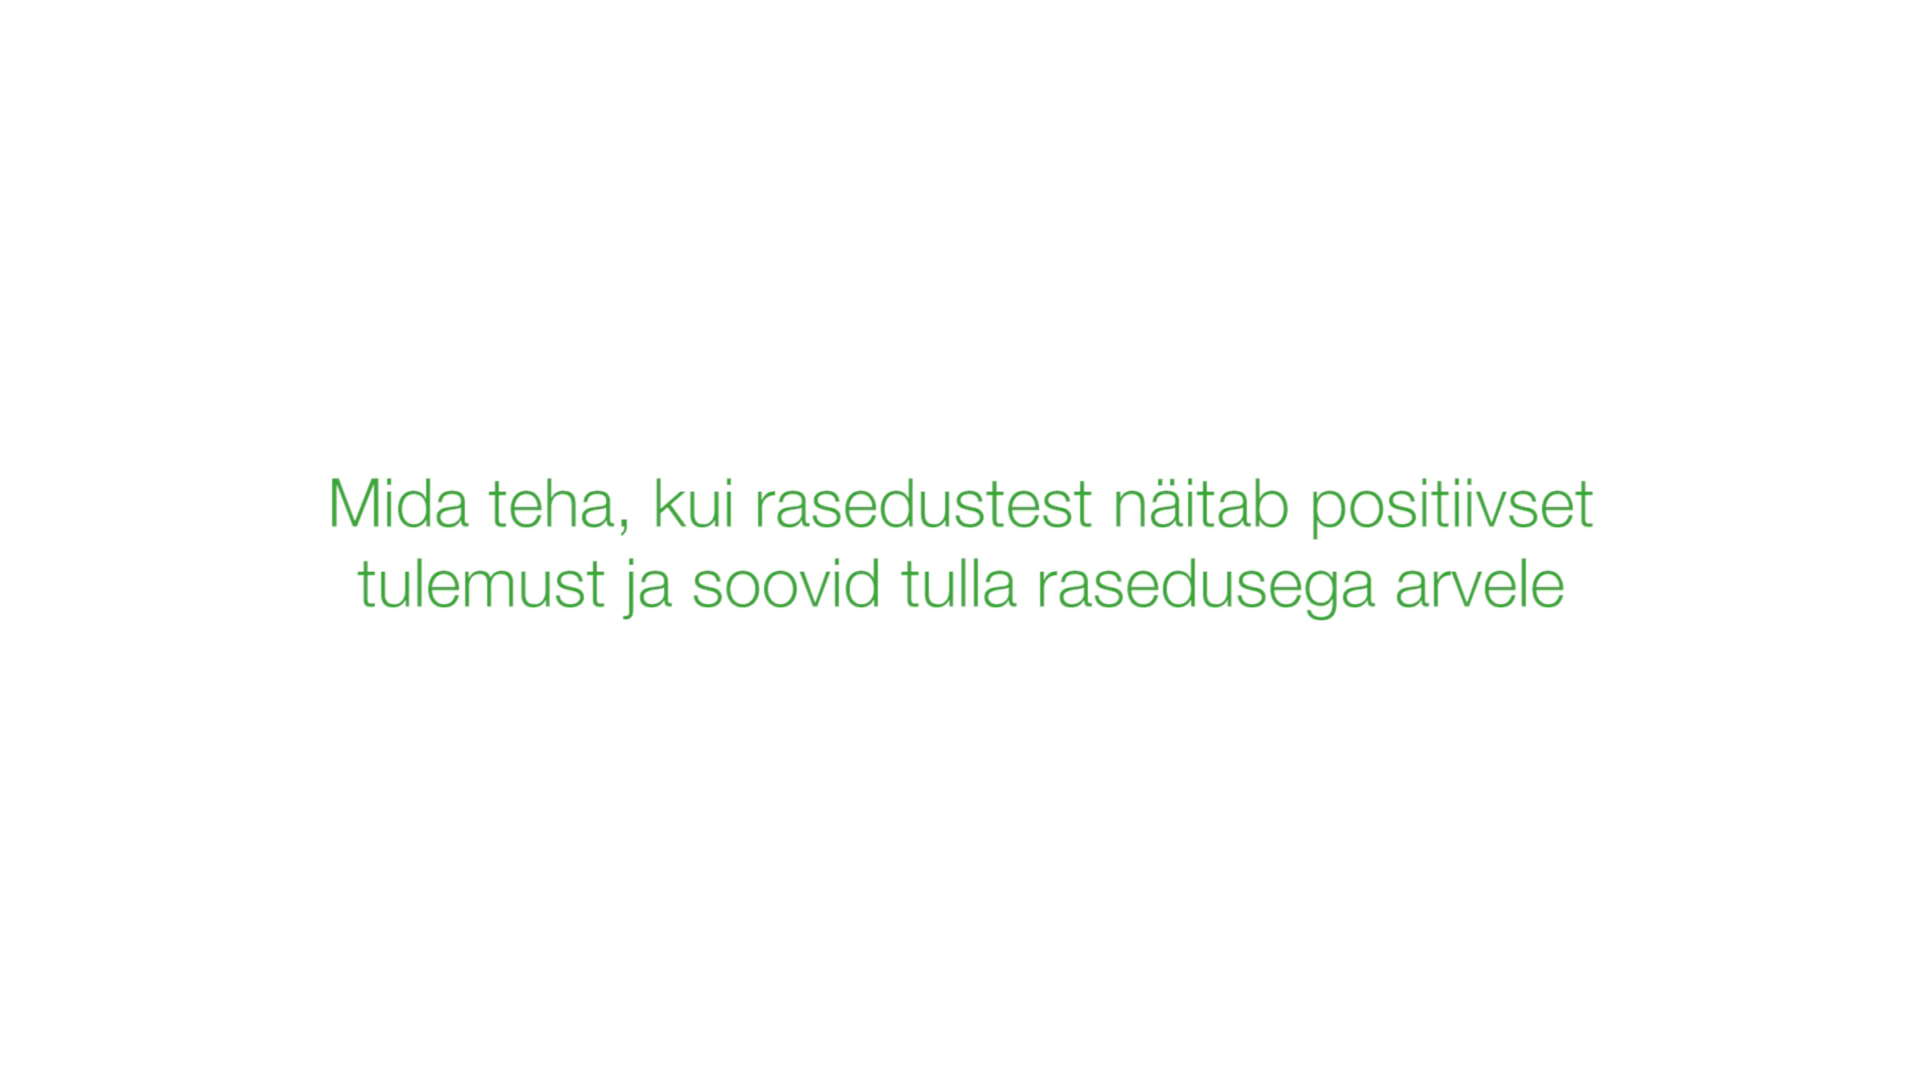 Mida teha, kui rasedustest näitab positiivset
tulemust ja soovid tulla rasedusega arvele